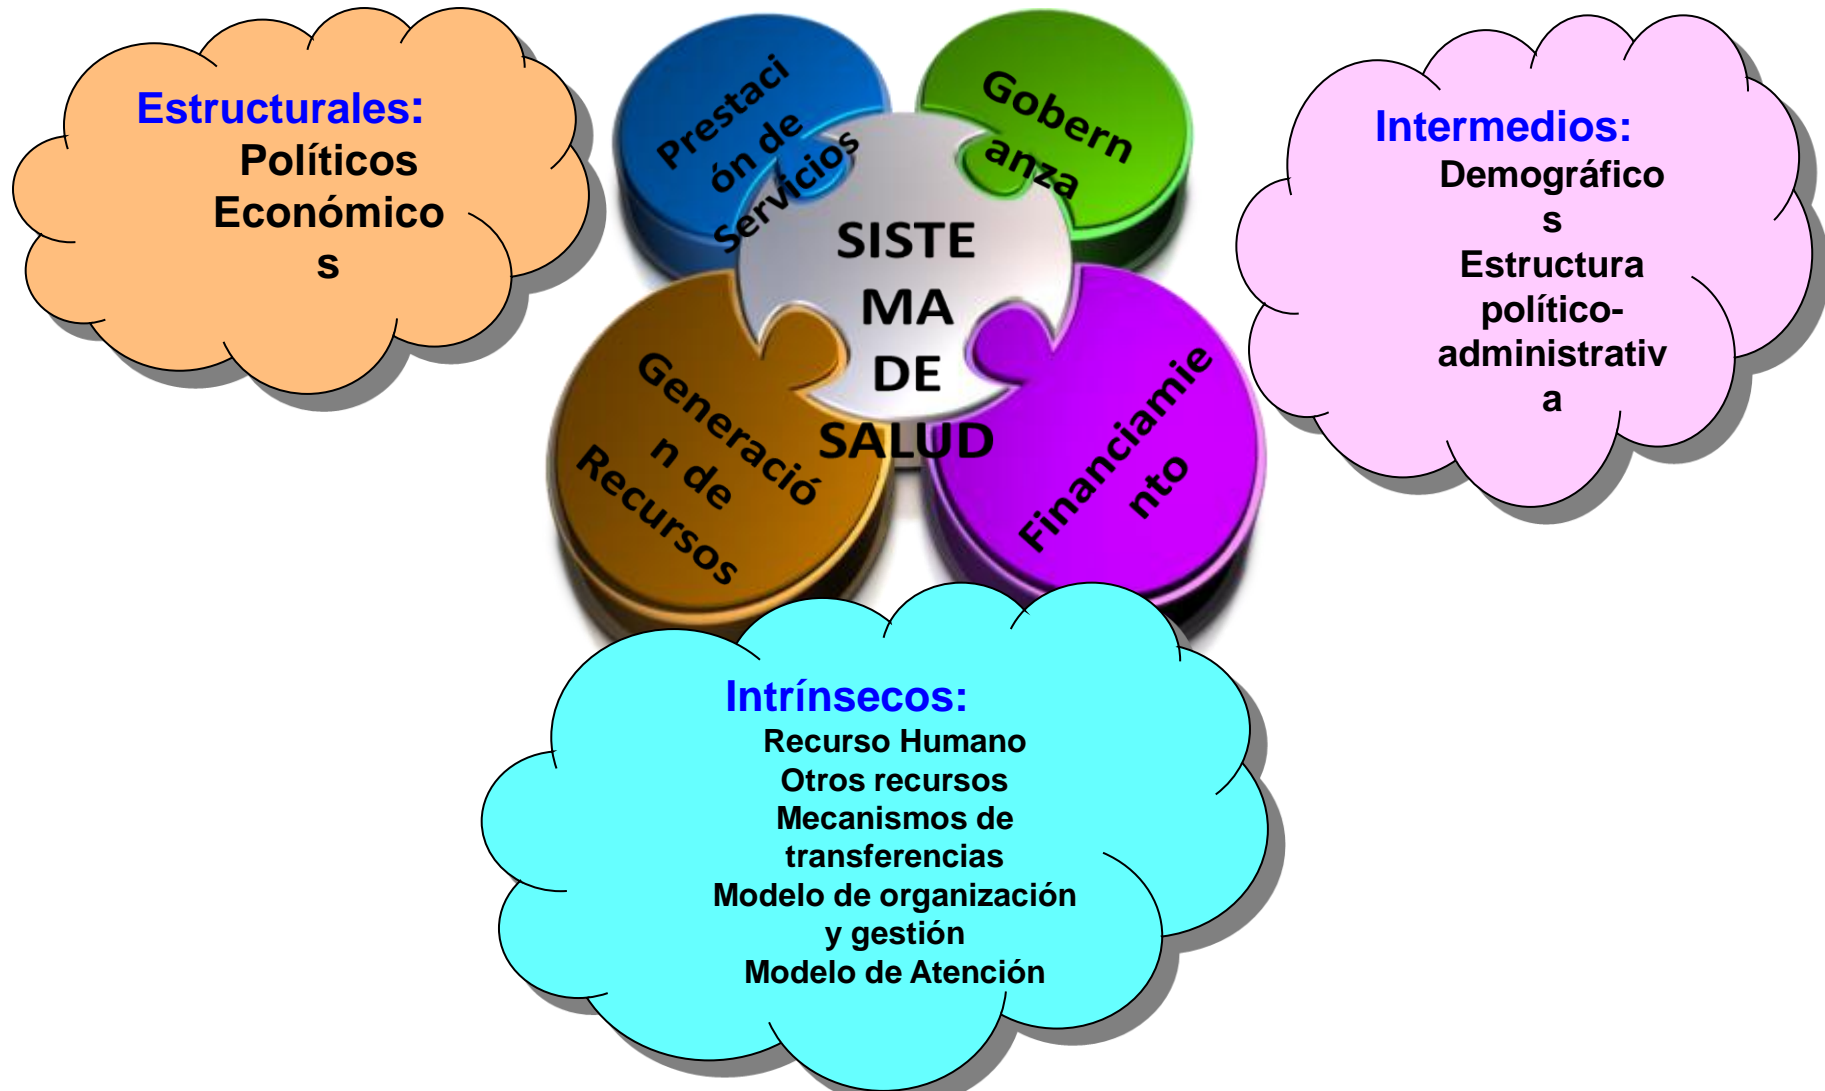 Estructurales:
Políticos
Económico
s
Prestaci
ón de
Servicios
Gobern
anza
SISTE
MA
DE
SALUD
Generació
n de
Recursos
Financiamie
nto
Intermedios:
Demográfico
s
Estructura
político-
administrativ
a
Intrínsecos:
Recurso Humano
Otros recursos
Mecanismos de
transferencias
Modelo de organización
y gestión
Modelo de Atención